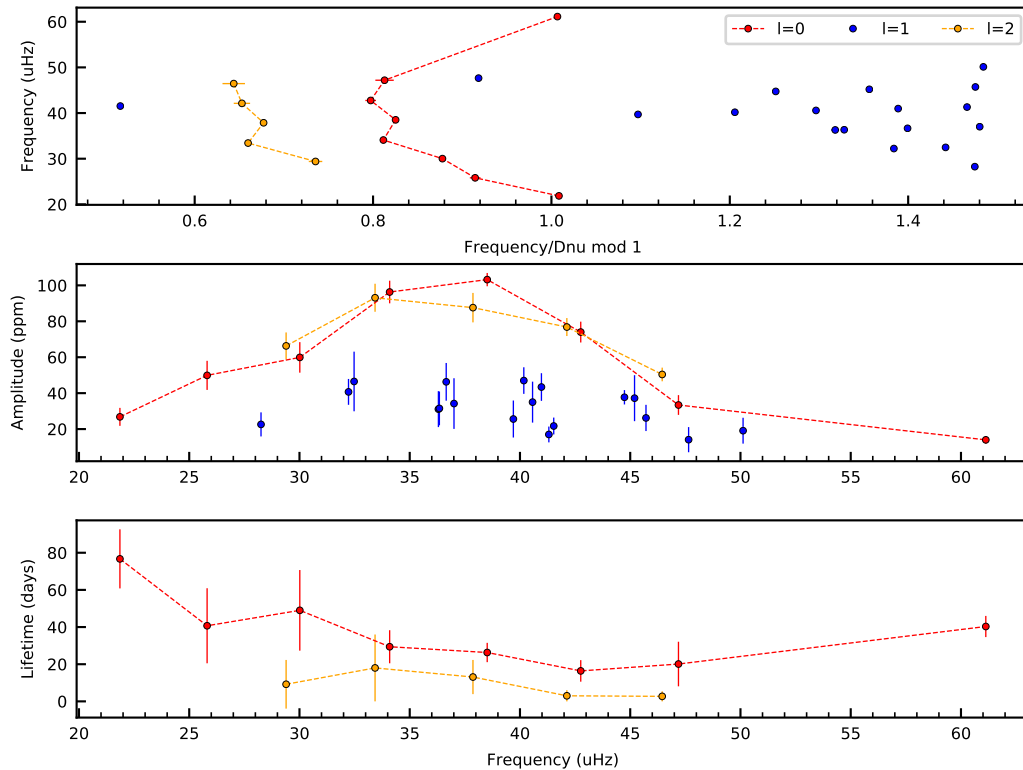 60
50
40
30
20
Frequency (uHz)
l=0 l=1 l=2
0.6 0.8 1.0 1.2 1.4
Frequency/Dnu mod 1
100
80
60
40
20
Amplitude (ppm)
20 25 30 35 40 45 50 55 60
80
60
40
20
0
Lifetime (days)
20 25 30 35 40 45 50 55 60
Frequency (uHz)